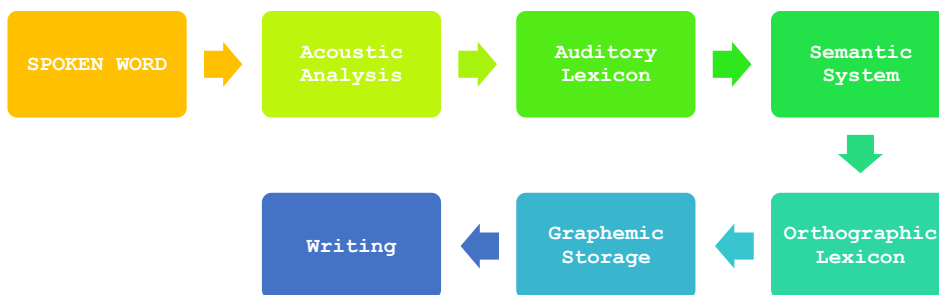 SPOKEN WORD
Acoustic
Analysis
Auditory
Lexicon
Semantic
System
Orthographic
Lexicon
Graphemic
Storage
Writing